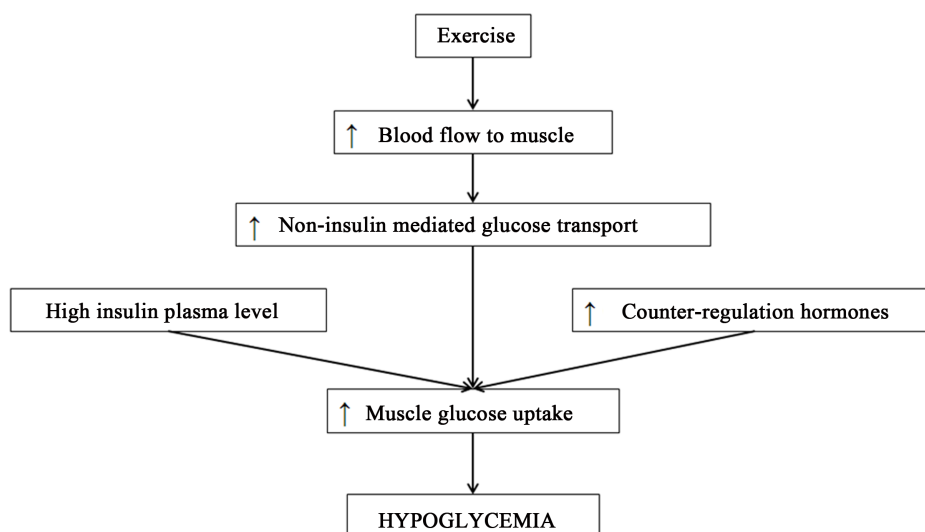 Exercise
↑ Blood flow to muscle
↑ Non-insulin mediated glucose transport
High insulin plasma level
↑ Counter-regulation hormones
↑ Muscle glucose uptake
HYPOGLYCEMIA